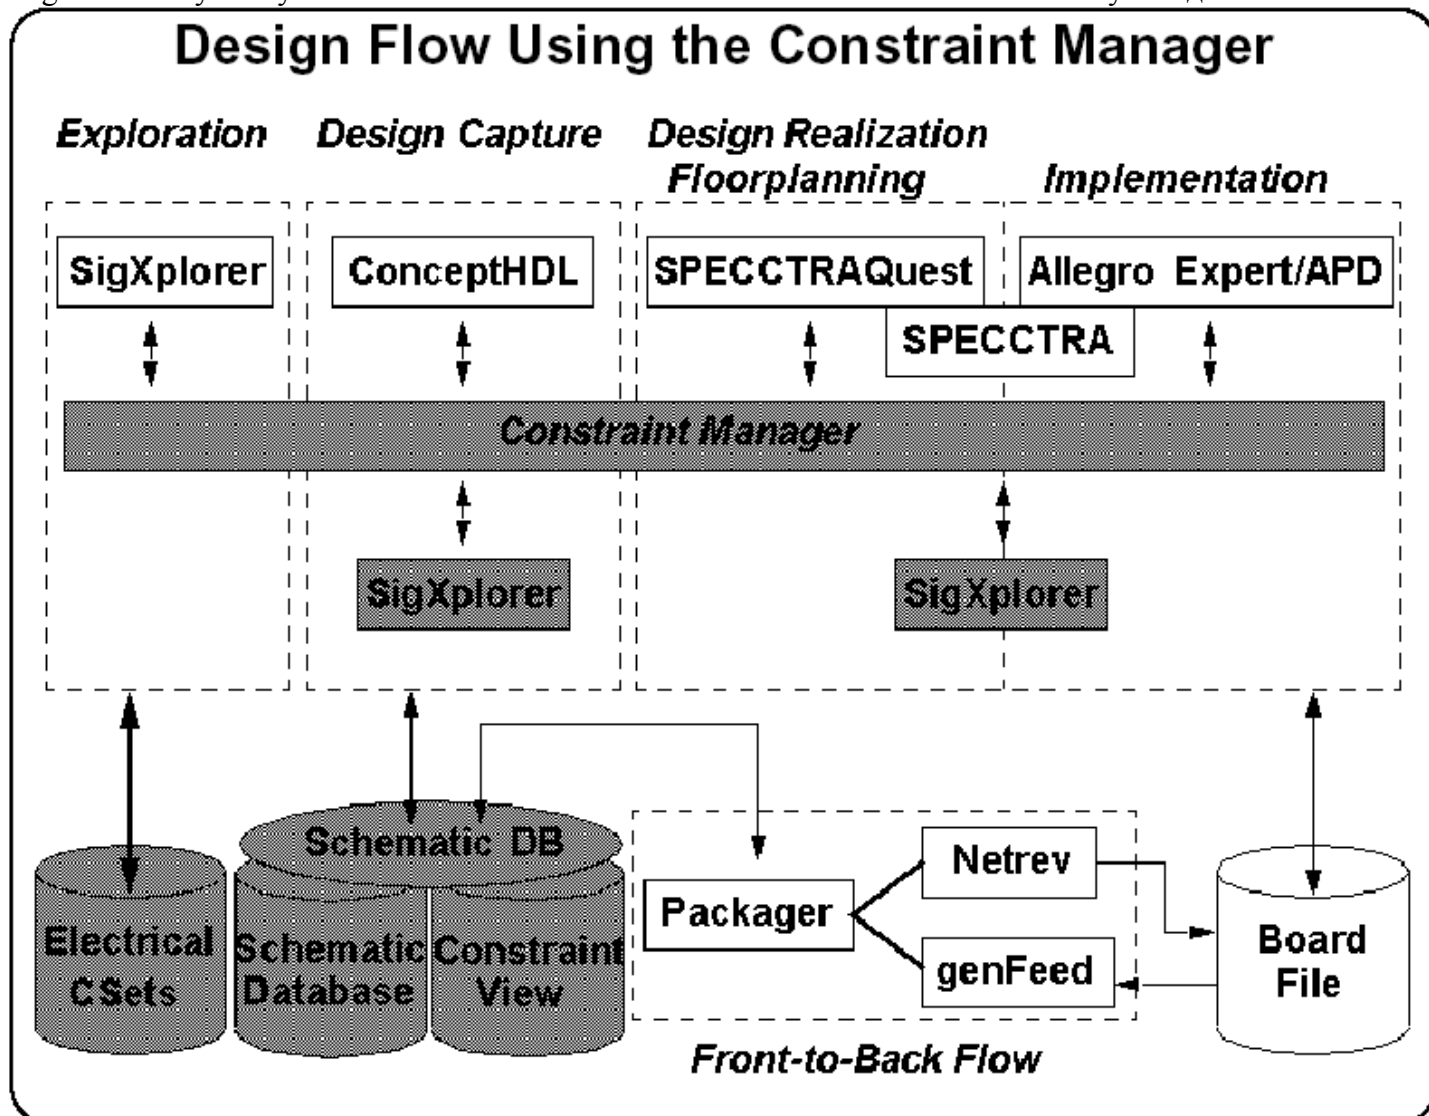 Design Flow Using the Constraint Manager
Exploration
Design Capture
Design Realization
Floorplanning
Implementation
SigXplorer
ConceptHDL
SPECCTRAQuest
Allegro Expert/APD
SPECCTRA
Constraint Manager
SigXplorer
SigXplorer
Schematic DB
Electrical
CSets
Schematic
Database
Constraint
View
Packager
Netrev
genFeed
Board
File
Front-to-Back Flow